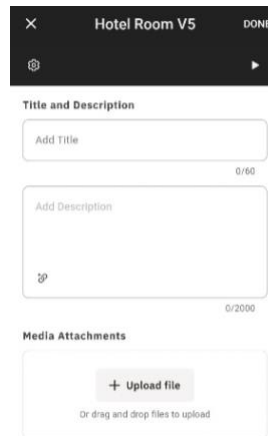 Hotel Room V5 DONE
Title and Description
Add Title
0/60
Add Description
0/2000
Media Attachments
+ Upload file
Or drag and drop files to upload